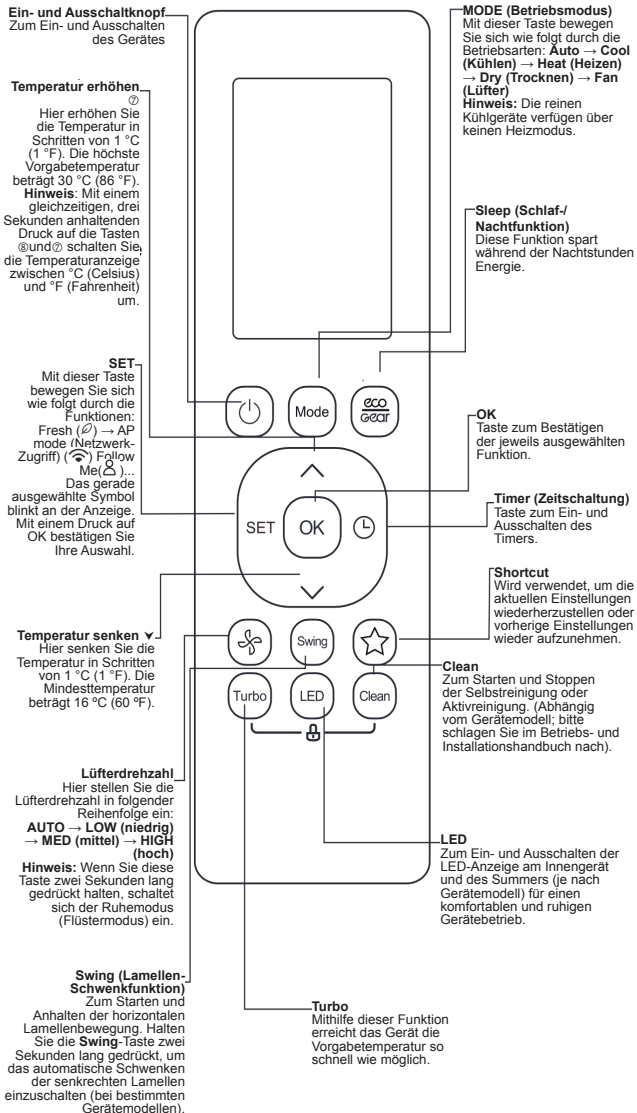 Ein- und Ausschaltknopf
Zum Ein- und Ausschalten
des Gerätes
Temperatur erhöhen
⑦
Hier erhöhen Sie
die Temperatur in
Schritten von 1 °C
(1 °F). Die höchste
Vorgabetemperatur
beträgt 30 °C (86 °F).
Hinweis: Mit einem
gleichzeitigen, drei
Sekunden anhaltenden
Druck auf die Tasten
⑧und⑦ schalten Sie
die Temperaturanzeige
zwischen °C (Celsius)
und °F (Fahrenheit)
um.
SET
Mit dieser Taste
bewegen Sie sich
wie folgt durch die
Funktionen:
Fresh () → AP
mode (Netzwerk-
Zugriff) () Follow
Me( )...
Das gerade
ausgewählte Symbol
blinkt an der Anzeige.
Mit einem Druck auf
OK bestätigen Sie
Ihre Auswahl.
Temperatur senken
Hier senken Sie die
Temperatur in Schritten
von 1 °C (1 °F). Die
Mindesttemperatur
beträgt 16 °C (60 °F).
Lüfterdrehzahl
Hier stellen Sie die
Lüfterdrehzahl in folgender
Reihenfolge ein:
AUTO → LOW (niedrig)
→ MED (mittel) → HIGH
(hoch)
Hinweis: Wenn Sie diese
Taste zwei Sekunden lang
gedrückt halten, schaltet
sich der Ruhemodus
(Flüstermodus) ein.
Swing (Lamellen-
Schwenkfunktion)
Zum Starten und
Anhalten der horizontalen
Lamellenbewegung. Halten
Sie die Swing-Taste zwei
Sekunden lang gedrückt, um
das automatische Schwenken
der senkrechten Lamellen
einzuschalten (bei bestimmten
Gerätemodellen).
Mode
eco
Gear
SET
OK
Swing
Turbo
LED
Clean
MODE (Betriebsmodus)
Mit dieser Taste bewegen
Sie sich wie folgt durch die
Betriebsarten: Auto → Cool
(Kühlen) → Heat (Heizen)
→ Dry (Trocknen) → Fan
(Lüfter)
Hinweis: Die reinen
Kühlgeräte verfügen über
keinen Heizmodus.
Sleep (Schlaf-/
Nachtfunktion)
Diese Funktion spart
während der Nachtstunden
Energie.
OK
Taste zum Bestätigen
der jeweils ausgewählten
Funktion.
Timer (Zeitschaltung)
Taste zum Ein- und
Ausschalten des
Timers.
Shortcut
Wird verwendet, um die
aktuellen Einstellungen
wiederherzustellen oder
vorherige Einstellungen
wieder aufzunehmen.
Clean
Zum Starten und Stoppen
der Selbstreinigung oder
Aktivreinigung. (Abhängig
vom Gerätemodell; bitte
schlagen Sie im Betriebs- und
Installationshandbuch nach).
LED
Zum Ein- und Ausschalten der
LED-Anzeige am Innengerät
und des Summers (je nach
Gerätemodell) für einen
komfortablen und ruhigen
Gerätebetrieb.
Turbo
Mithilfe dieser Funktion
erreicht das Gerät die
Vorgabetemperatur so
schnell wie möglich.